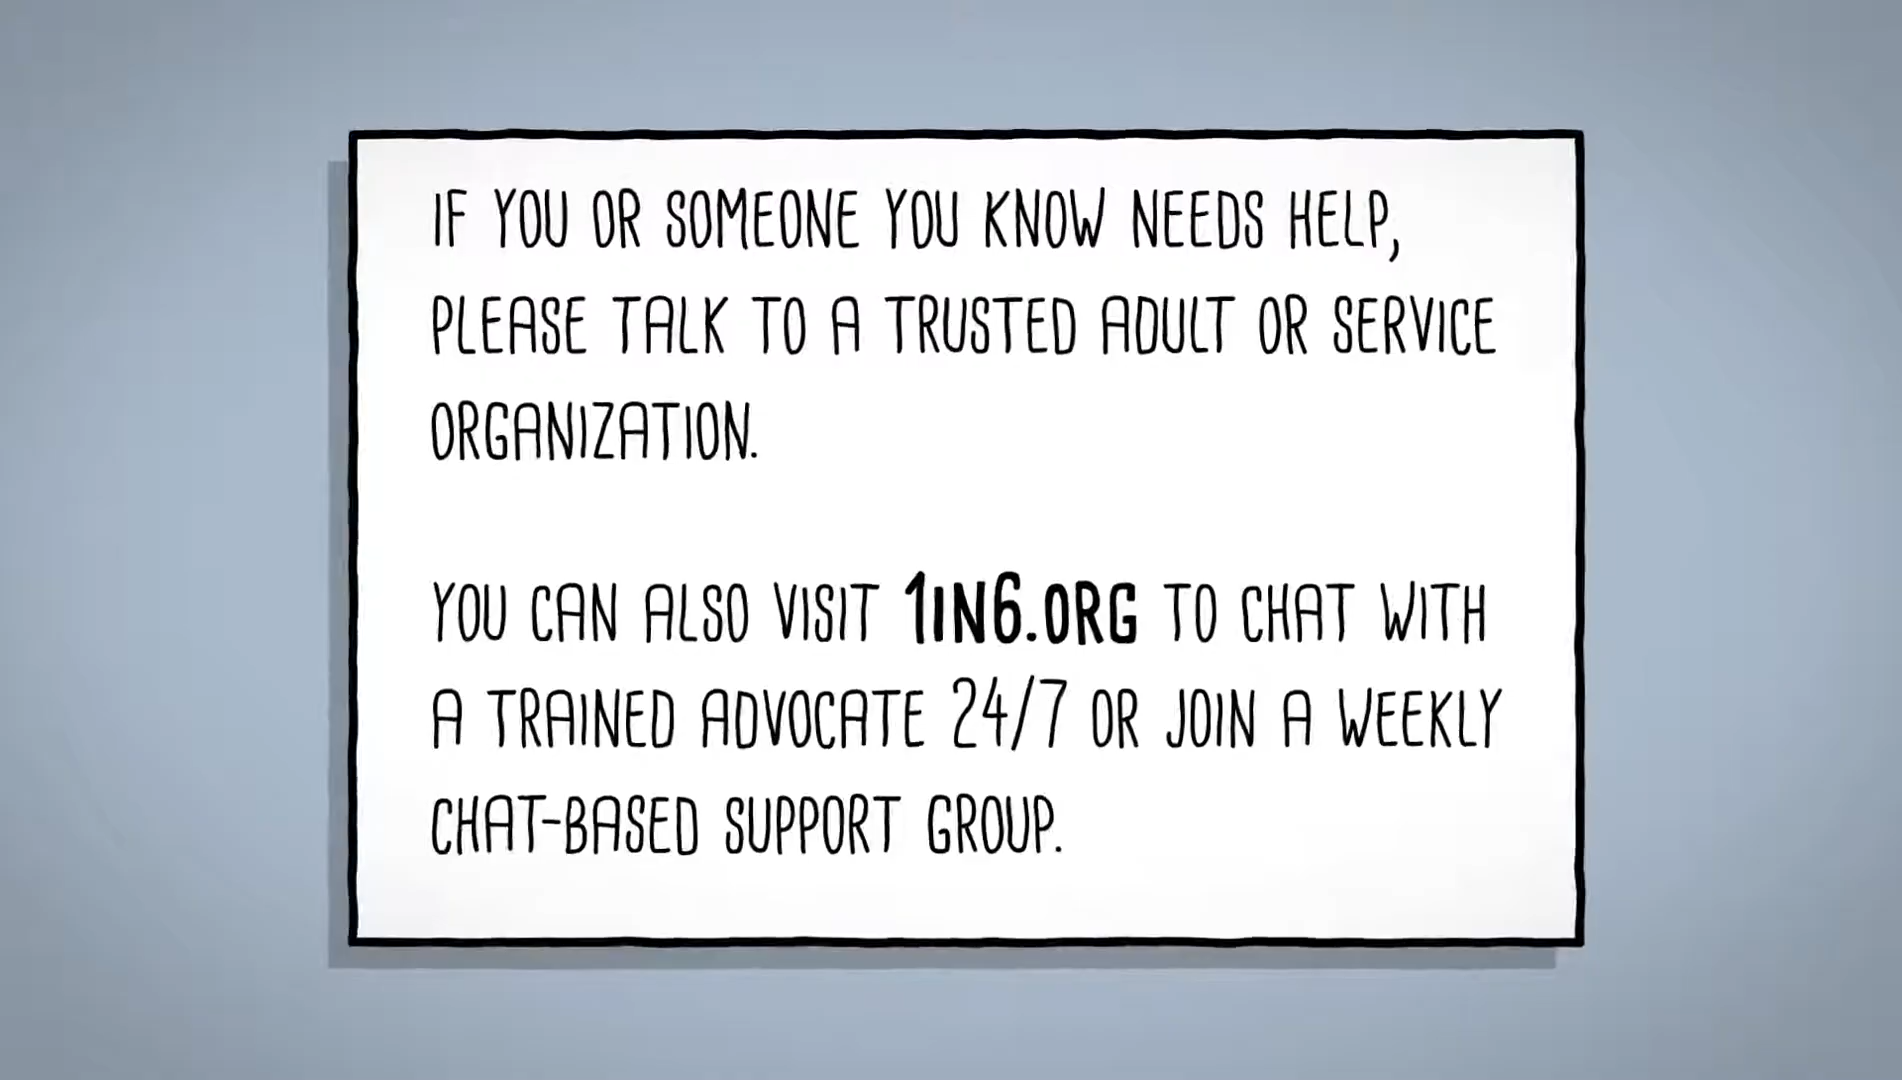 IF YOU OR SOMEONE YOU KNOW NEEDS HELP,
PLEASE TALK TO A TRUSTED ADULT OR SERVICE
ORGANIZATION.
YOU CAN ALSO VISIT 1IN6.ORG TO CHAT WITH
A TRAINED ADVOCATE 24/7 OR JOIN A WEEKLY
CHAT-BASED SUPPORT GROUP.